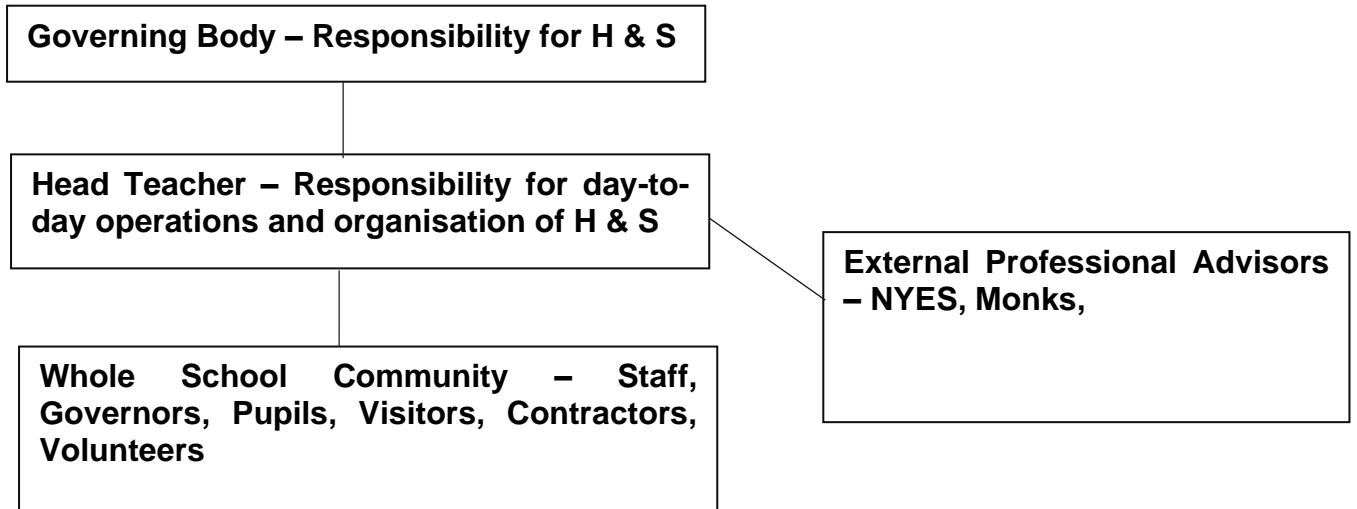 Governing Body – Responsibility for H & S
Head Teacher – Responsibility for day-to-
day operations and organisation of H & S
External Professional Advisors
– NYES, Monks,
Whole School Community – Staff,
Governors, Pupils, Visitors, Contractors,
Volunteers